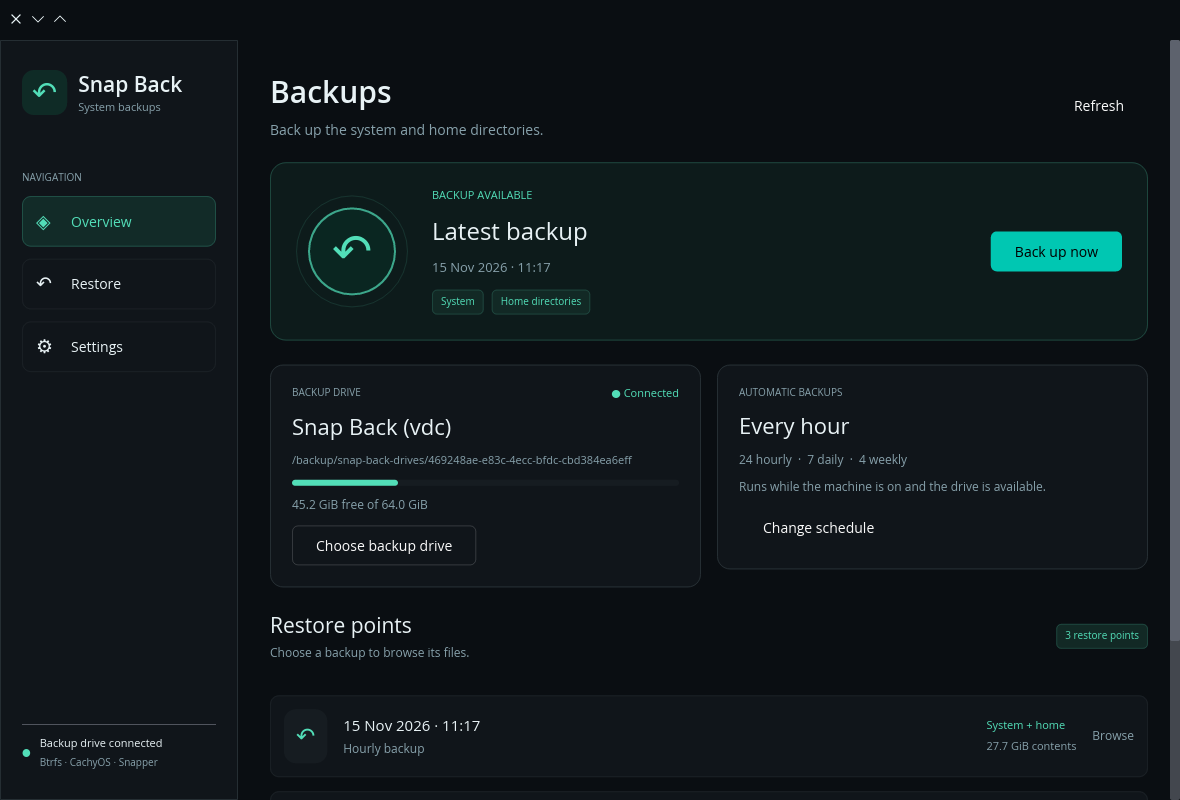 Snap Back
System backups
NAVIGATION
Overview
Restore
Settings
Backup drive connected
Btrfs · CachyOS · Snapper
Backups
Back up the system and home directories.
Refresh
BACKUP AVAILABLE
Latest backup
15 Nov 2026 · 11:17
System
Home directories
Back up now
BACKUP DRIVE
Connected
Snap Back (vdc)
/backup/snap-back-drives/469248ae-e83c-4ecc-bfdc-cbd384ea6eff
45.2 GiB free of 64.0 GiB
Choose backup drive
AUTOMATIC BACKUPS
Every hour
24 hourly · 7 daily · 4 weekly
Runs while the machine is on and the drive is available.
Change schedule
Restore points
Choose a backup to browse its files.
3 restore points
15 Nov 2026 · 11:17
Hourly backup
System + home
27.7 GiB contents
Browse